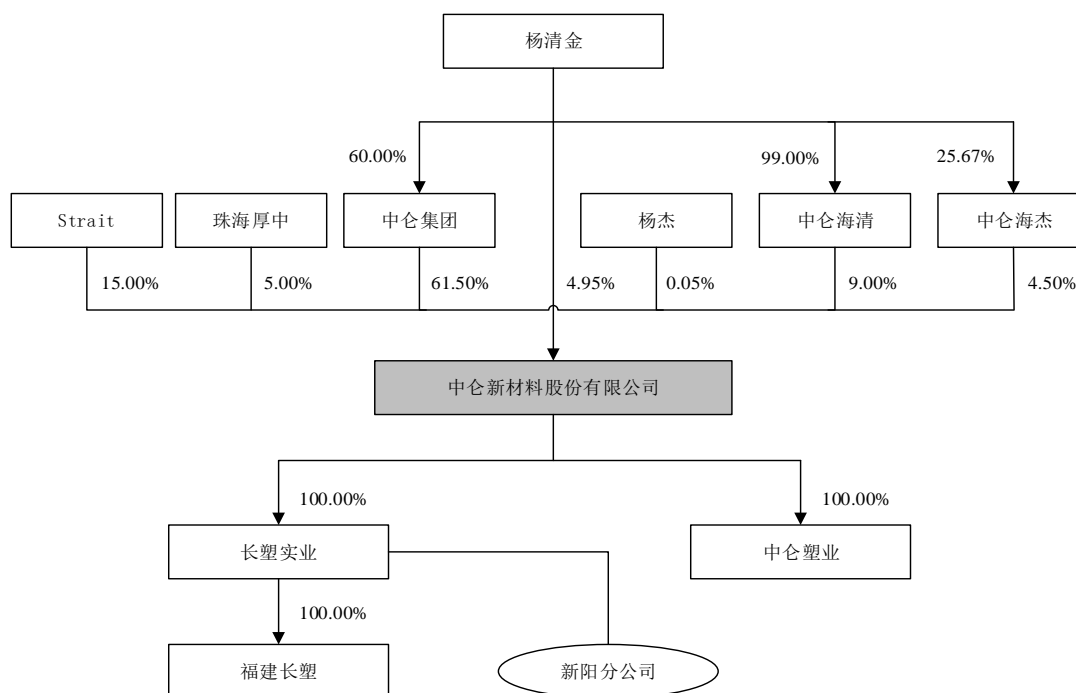 杨清金
60.00%
99.00%
25.67%
Strait
珠海厚中
中仑集团
杨杰
中仑海清
中仑海杰
15.00%
5.00%
61.50%
4.95%
0.05%
9.00%
4.50%
中仑新材料股份有限公司
100.00%
100.00%
长塑实业
中仑塑业
100.00%
福建长塑
新阳分公司